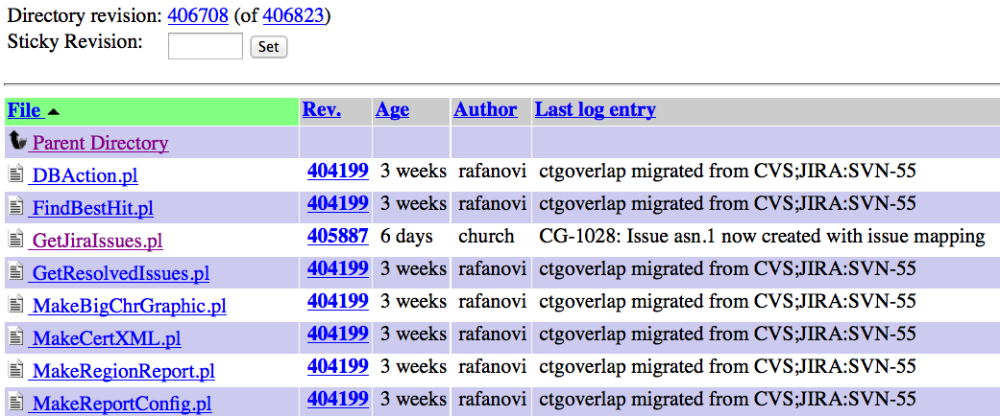 Directory revision: 406708 (of 406823)
Sticky Revision: Set
File Rev. Age Author Last log entry
Parent Directory
DBAction.pl 404199 3 weeks rafanovi ctgoverlap migrated from CVS;JIRA:SVN-55
FindBestHit.pl 404199 3 weeks rafanovi ctgoverlap migrated from CVS;JIRA:SVN-55
GetJiraIssues.pl 405887 6 days church CG-1028: Issue asn.1 now created with issue mapping
GetResolvedIssues.pl 404199 3 weeks rafanovi ctgoverlap migrated from CVS;JIRA:SVN-55
MakeBigChrGraphic.pl 404199 3 weeks rafanovi ctgoverlap migrated from CVS;JIRA:SVN-55
MakeCertXML.pl 404199 3 weeks rafanovi ctgoverlap migrated from CVS;JIRA:SVN-55
MakeRegionReport.pl 404199 3 weeks rafanovi ctgoverlap migrated from CVS;JIRA:SVN-55
MakeReportConfig.pl 404199 3 weeks rafanovi ctgoverlap migrated from CVS;JIRA:SVN-55